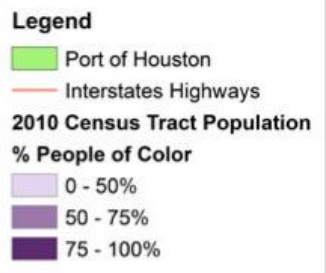 Legend
Port of Houston
Interstates Highways
2010 Census Tract Population
% People of Color
0 - 50%
50 - 75%
75 - 100%